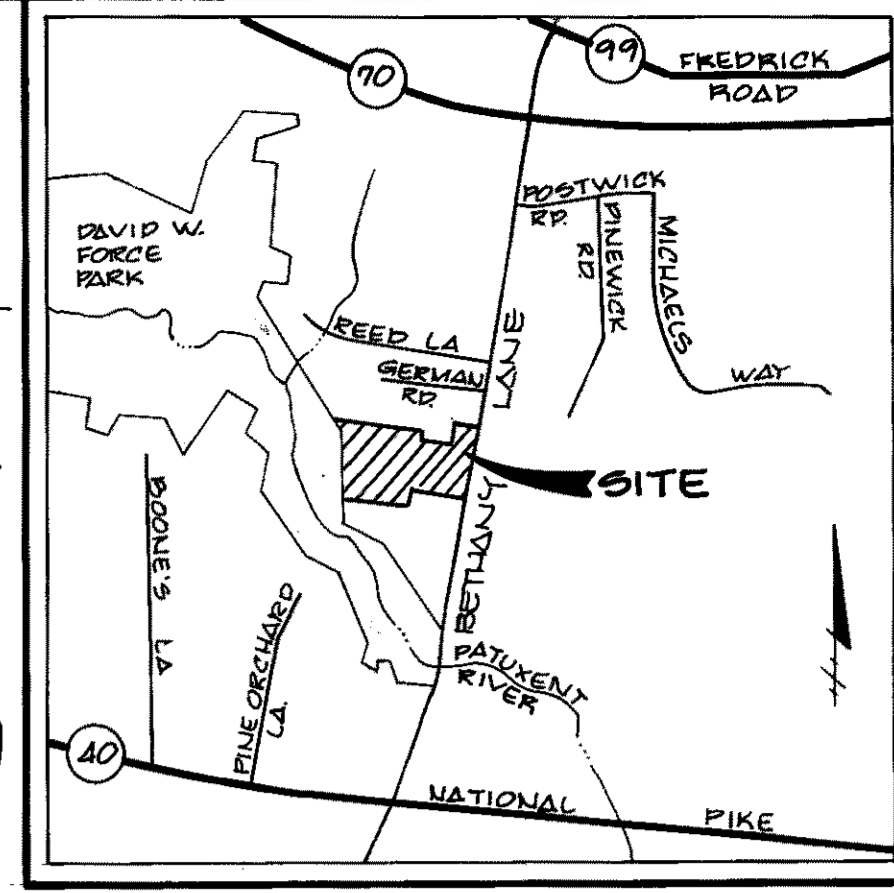 99
FREDRICK
ROAD
70
POSTWICK
RD.
PINEWICK
RD.
MICHAELS
WAY
DAVID W.
FORCE
PARK
REED LA
GERMAN
RD.
BETHANY LANE
SITE
BOONE'S LA
PINE ORCHARD
LA.
PATUXENT
RIVER
40
NATIONAL PIKE